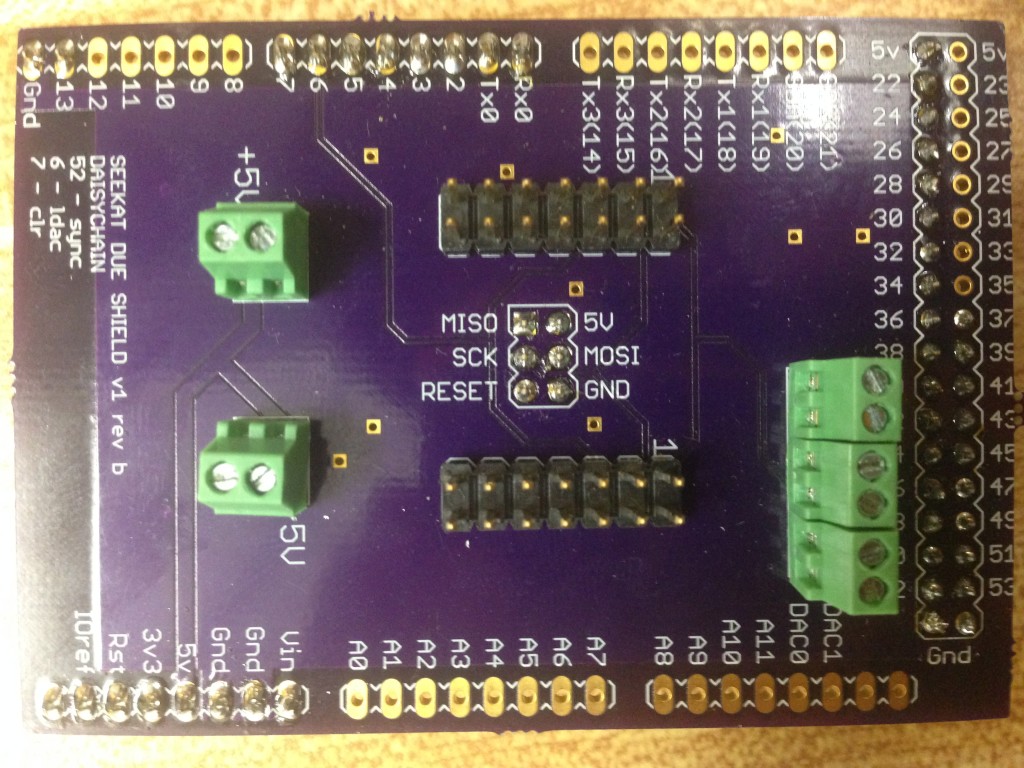 Gnd 13 12 11 10 9 8 7 6 5 4 3 2 Tx0 Rx0
Tx3(14) Rx3(15) Tx2(16) Rx2(17) Tx1(18) Rx1(19)
SEEKAT DUE SHIELD v1 rev b
DAISYCHAIN
52 - sync
6 - ldac
7 - clr
+5V
1
MISO 5V
SCK MOSI
RESET GND
1
5V
5v 5v
22 23
24 25
26 27
28 29
30 31
32 33
34 35
36 37
38 39
41
43
45
47
49
51
53
Gnd
IOref Rst 3v3 5v Gnd Gnd Vin
A0 A1 A2 A3 A4 A5 A6 A7
A8 A9 A10 A11 DAC0 DAC1